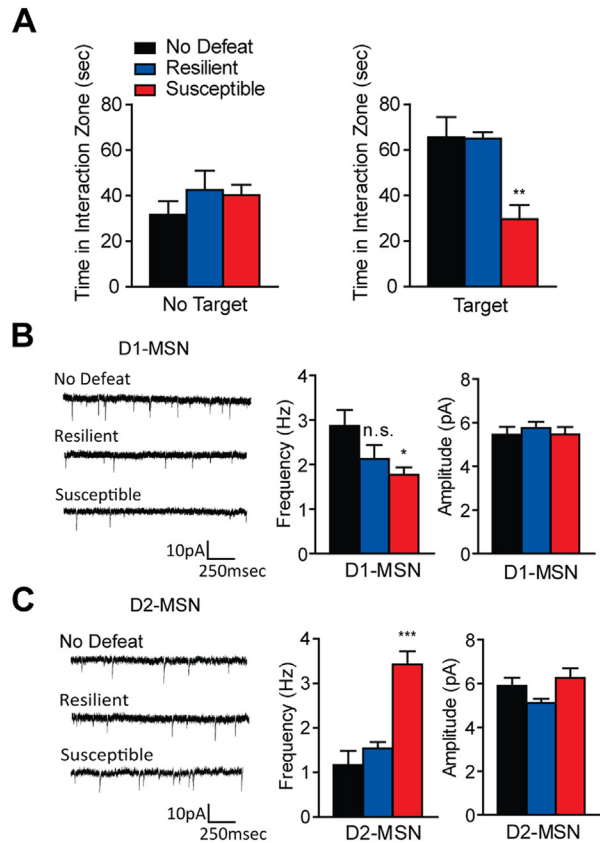 A
No Defeat
Resilient
Susceptible
Time in Interaction Zone (sec)
80
60
40
20
0
No Target
Time in Interaction Zone (sec)
80
60
40
20
0
**
Target
B
D1-MSN
No Defeat
Resilient
Susceptible
10pA
250msec
Frequency (Hz)
4
3
2
1
0
n.s.
*
D1-MSN
Amplitude (pA)
8
6
4
2
0
D1-MSN
C
D2-MSN
No Defeat
Resilient
Susceptible
10pA
250msec
Frequency (Hz)
4
3
2
1
0
***
D2-MSN
Amplitude (pA)
8
6
4
2
0
D2-MSN